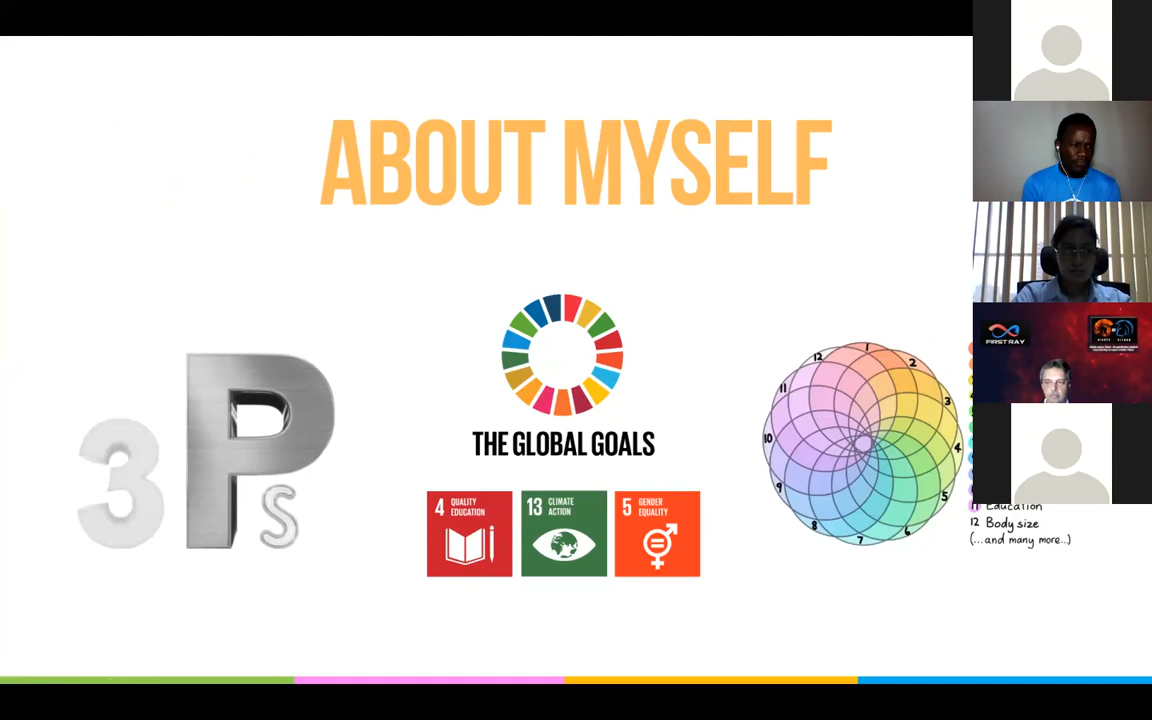 ABOUT MYSELF
3Ps
THE GLOBAL GOALS
4 QUALITY
EDUCATION
13 CLIMATE
ACTION
5 GENDER
EQUALITY
1
2
3
4
5
6
7
8
9
10
11
12
11 Education
12 Body size
(...and many more..)
FIRST RAY